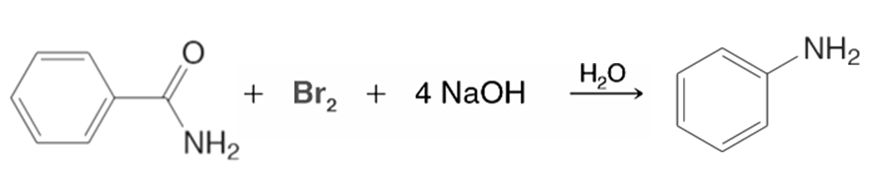 O
NH₂
+ Br₂ + 4 NaOH
H₂O
NH₂